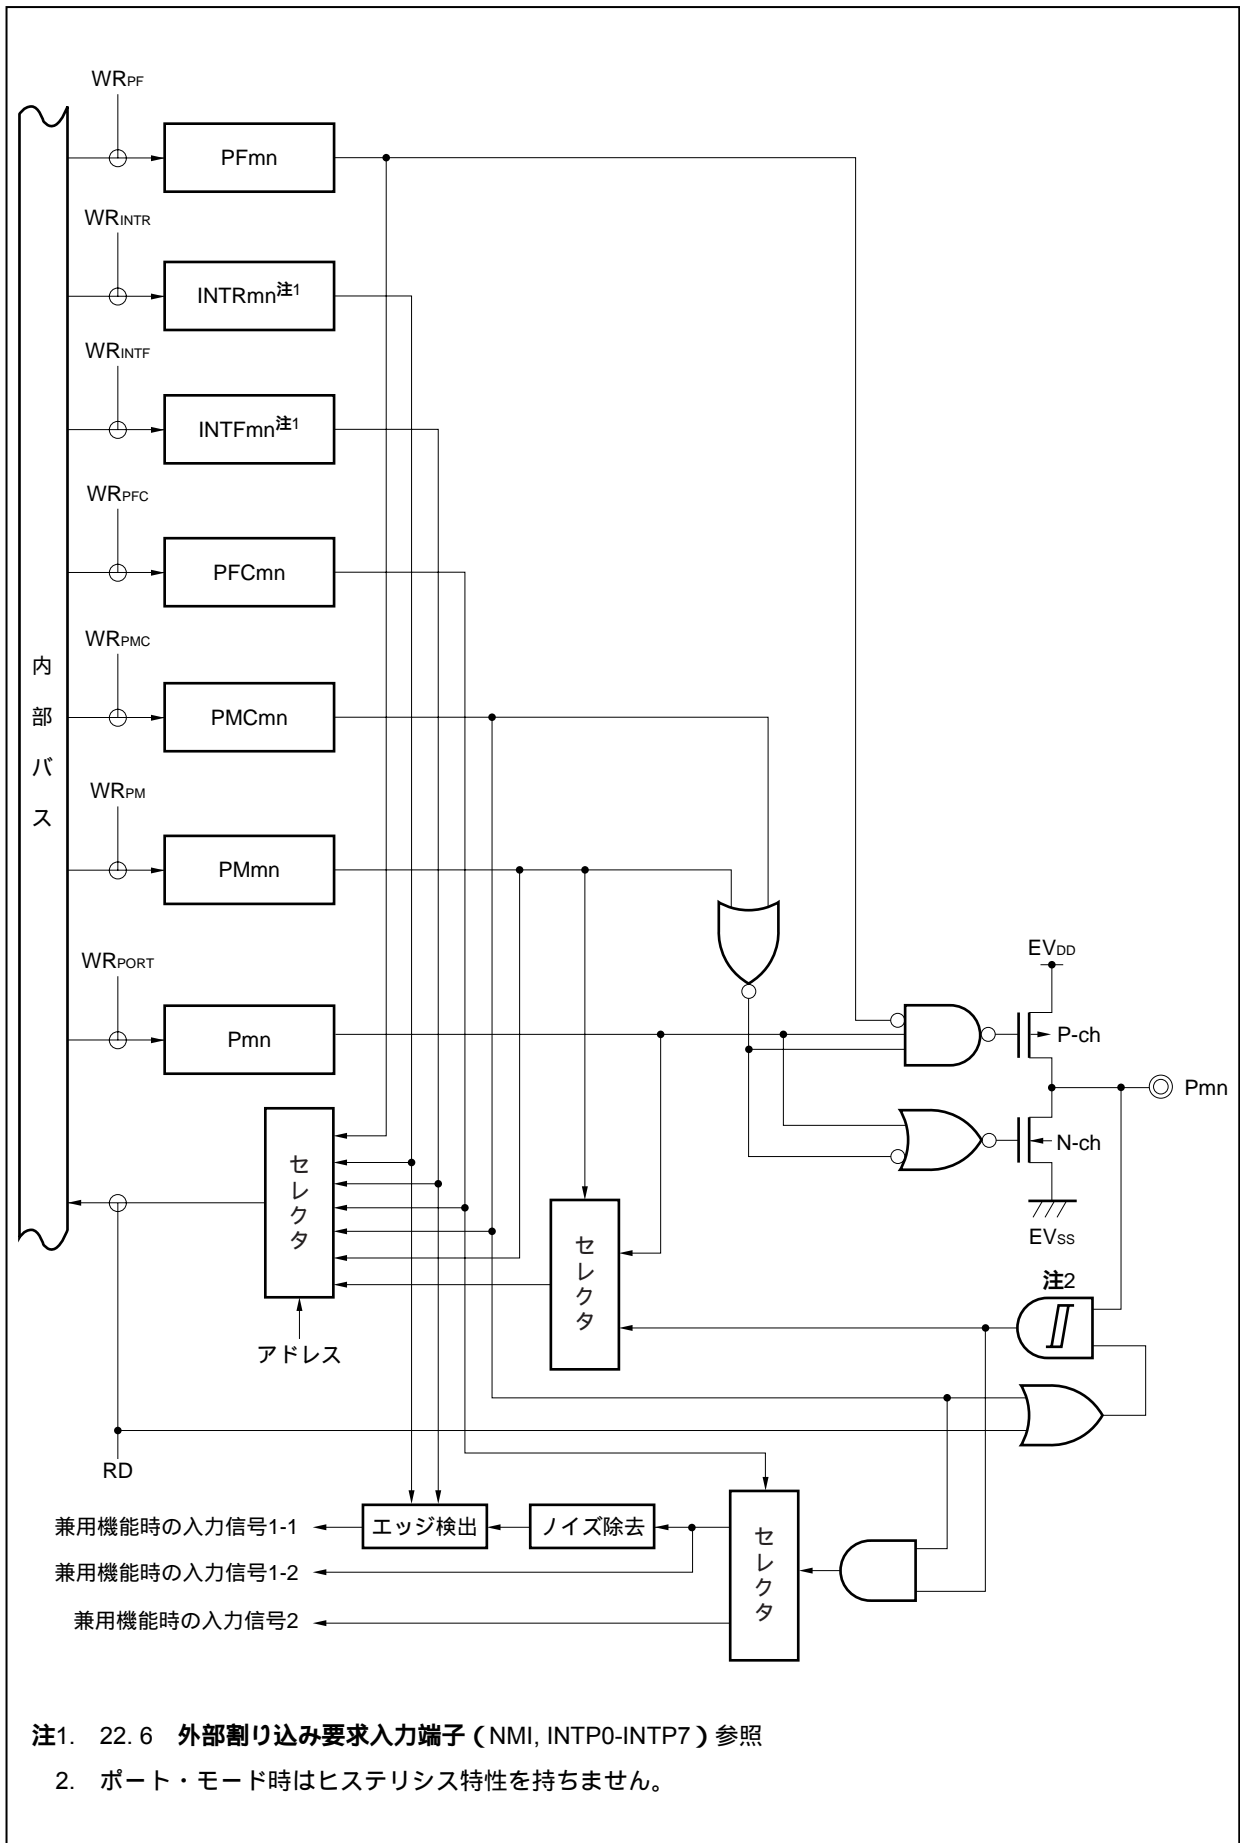 WRPF
PFmn
WRINTR
INTRmn注1
WRINTF
INTFmn注1
WRPFC
PFCmn
WRPMC
PMCmn
内部バス
WRPM
PMmn
WRPORT
Pmn
EVDD
P-ch
Pmn
N-ch
EVSS
セレクタ
セレクタ
注2
アドレス
RD
兼用機能時の入力信号1-1
エッジ検出
ノイズ除去
セレクタ
兼用機能時の入力信号1-2
兼用機能時の入力信号2
注1. 22. 6 外部割り込み要求入力端子（NMI, INTP0-INTP7）参照
2. ポート・モード時はヒステリシス特性を持ちません。